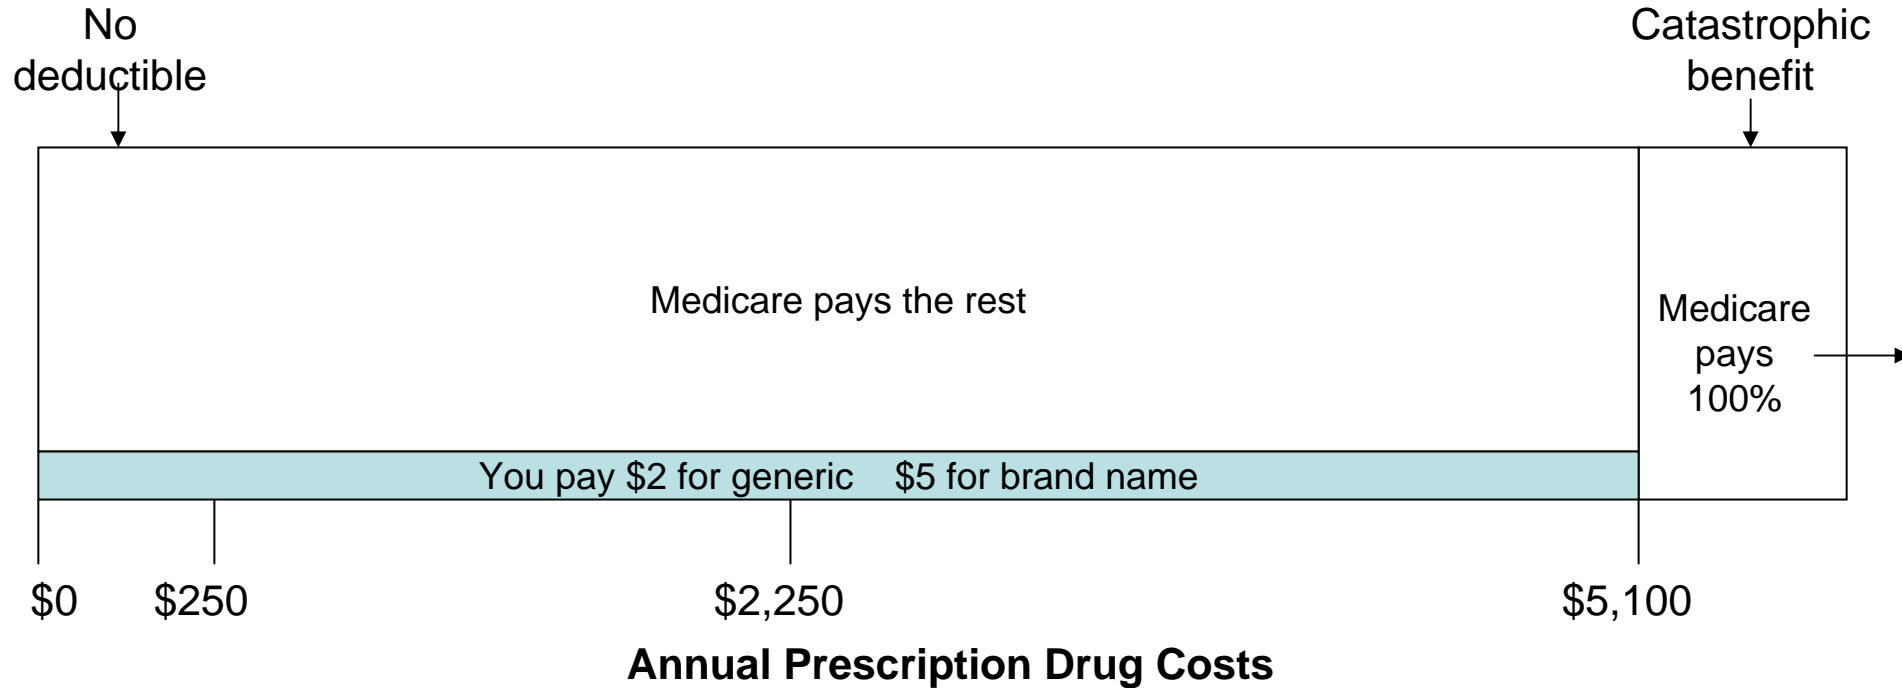 No
deductible
Catastrophic
benefit
Medicare pays the rest
Medicare
pays
100%
You pay $2 for generic    $5 for brand name
$0
$250
$2,250
$5,100
Annual Prescription Drug Costs